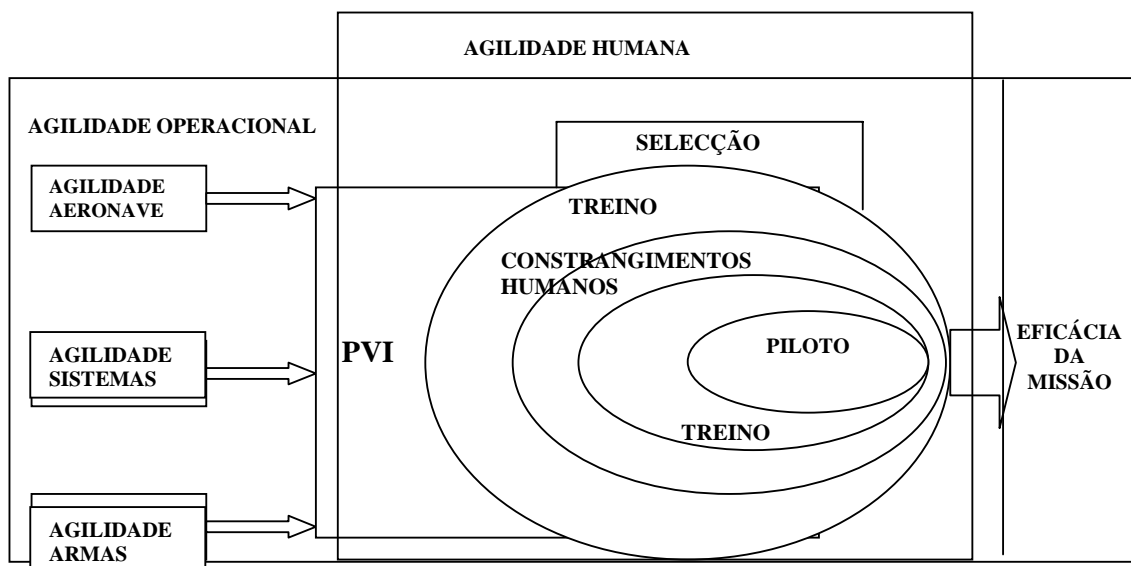 AGILIDADE HUMANA
AGILIDADE OPERACIONAL
SELECÇÃO
AGILIDADE
AERONAVE
TREINO
CONSTRANGIMENTOS
HUMANOS
AGILIDADE
SISTEMAS
PVI
PILOTO
EFICÁCIA
DA
MISSÃO
TREINO
AGILIDADE
ARMAS